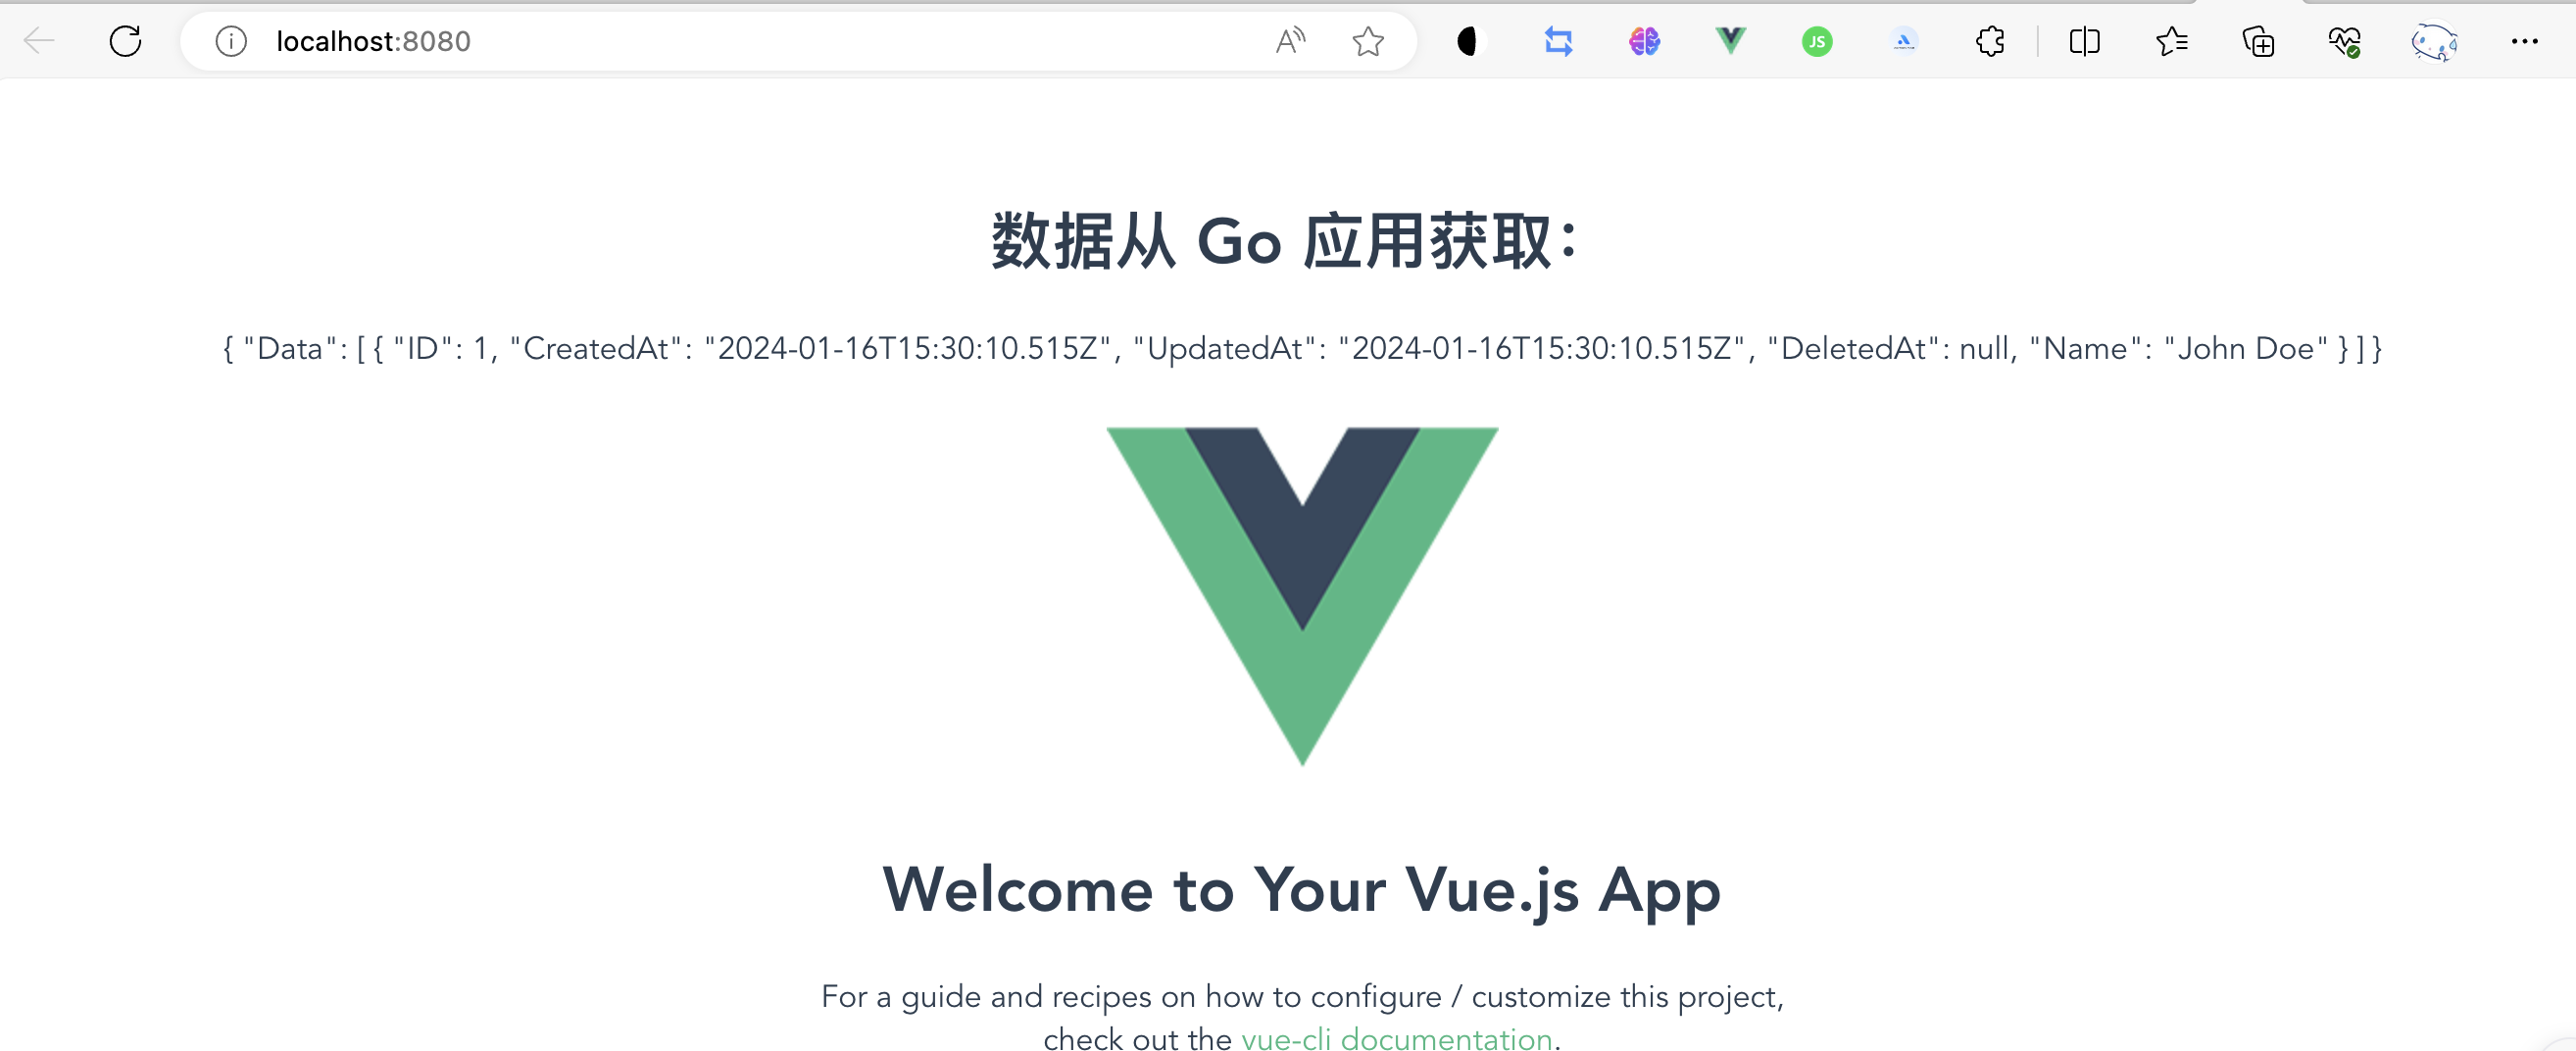 localhost:8080
A
JS
数据从 Go 应用获取：
{ "Data": [ { "ID": 1, "CreatedAt": "2024-01-16T15:30:10.515Z", "UpdatedAt": "2024-01-16T15:30:10.515Z", "DeletedAt": null, "Name": "John Doe" } ] }
Welcome to Your Vue.js App
For a guide and recipes on how to configure / customize this project,
check out the vue-cli documentation.